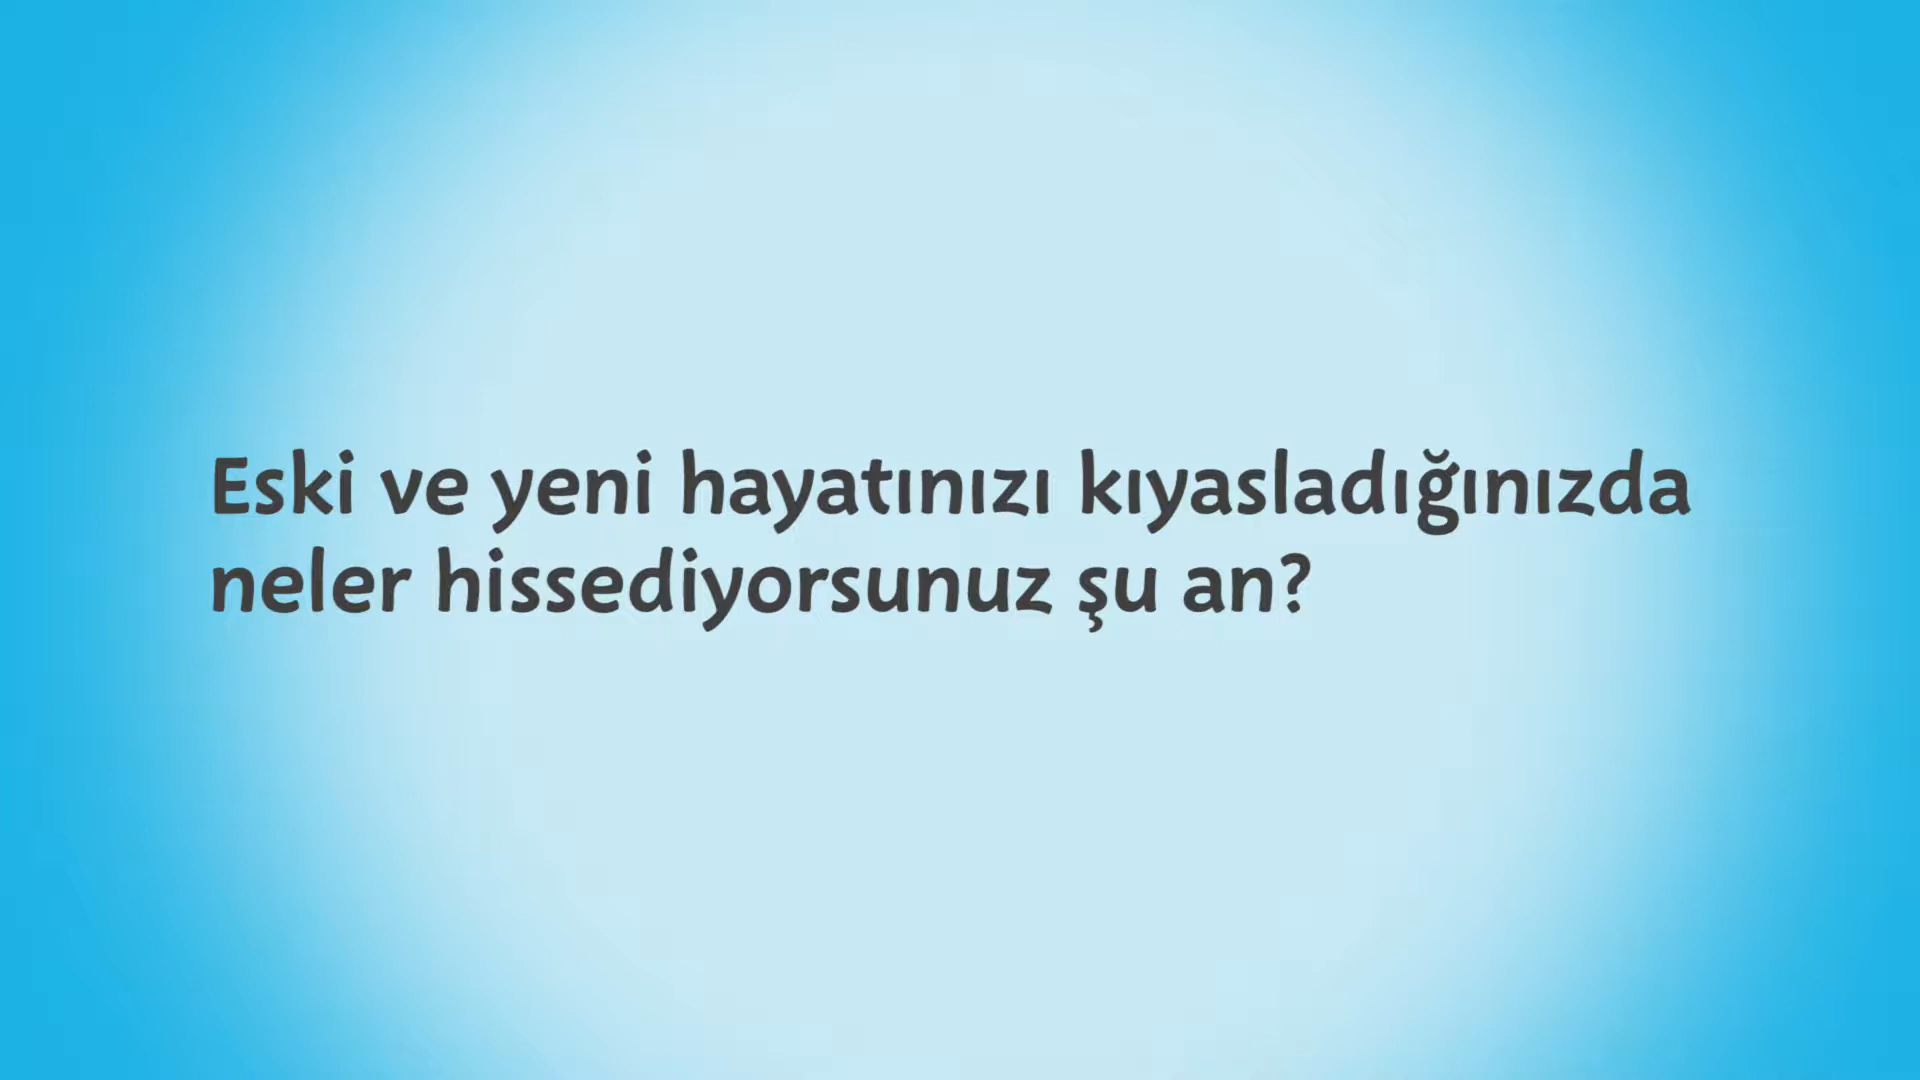 Eski ve yeni hayatınızı kıyasladığınızda
neler hissediyorsunuz şu an?